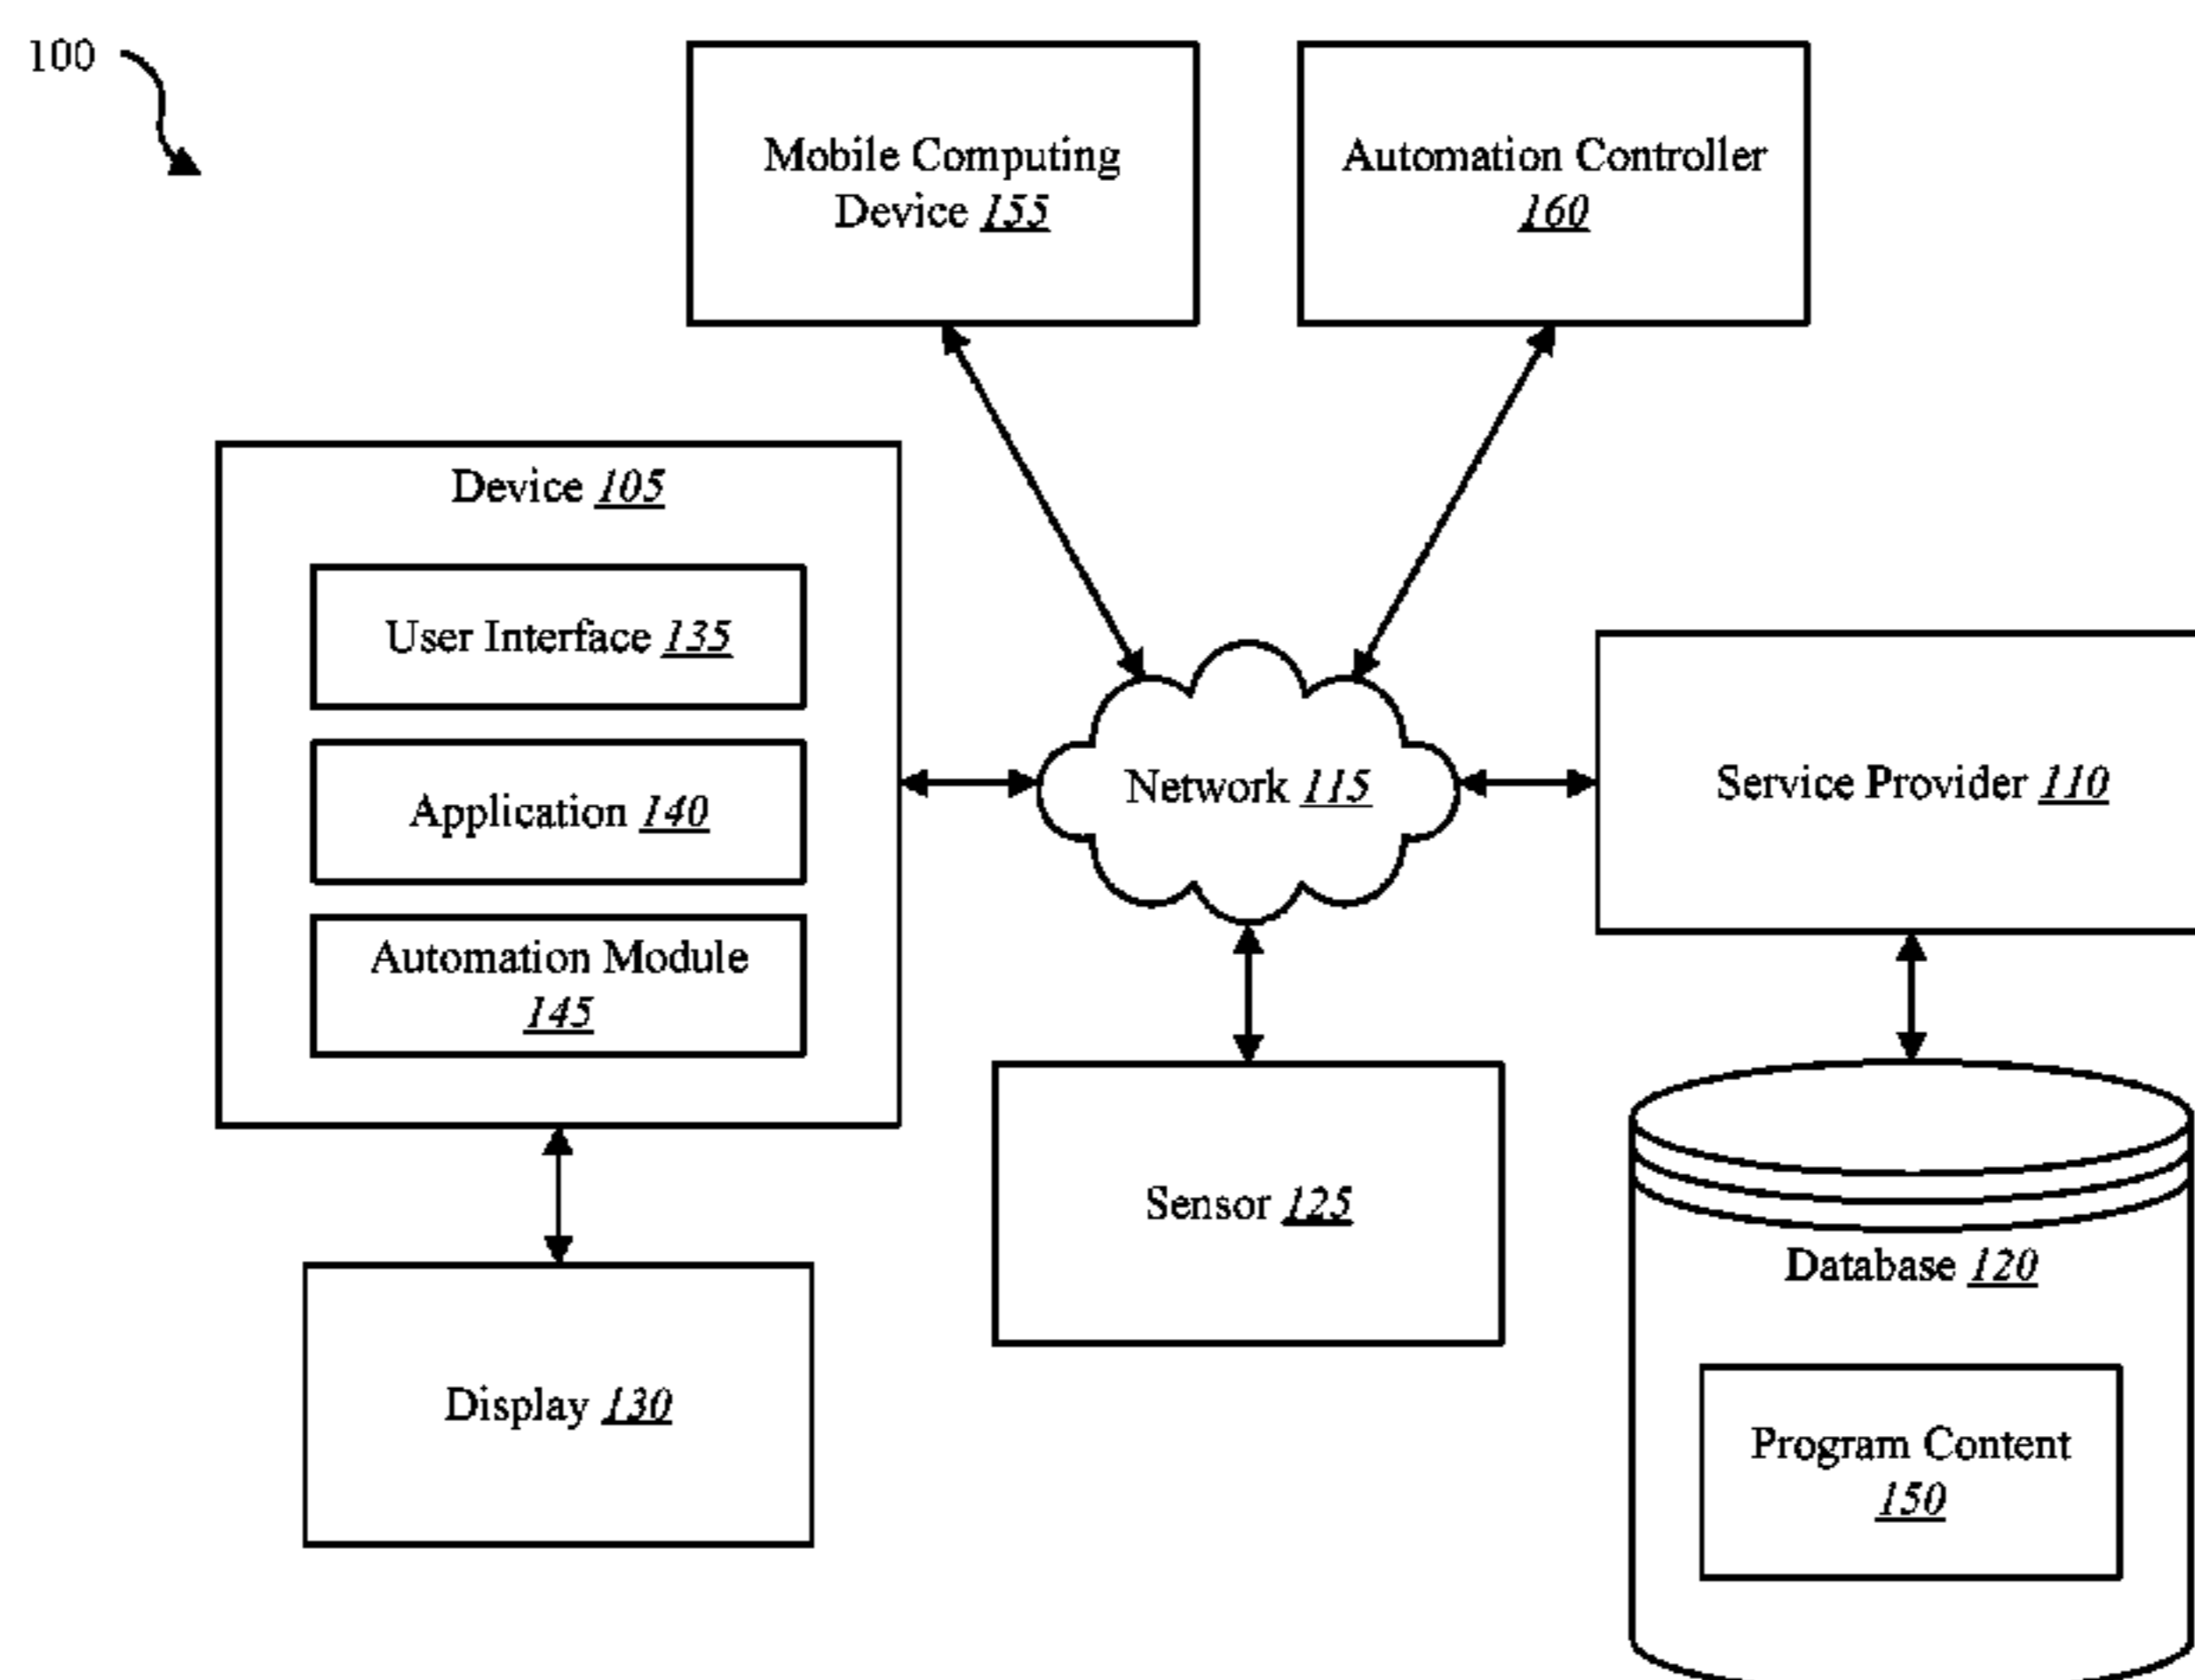 100
Mobile Computing
Device 155
Automation Controller
160
Device 105
User Interface 135
Application 140
Automation Module
145
Network 115
Service Provider 110
Sensor 125
Display 130
Database 120
Program Content
150